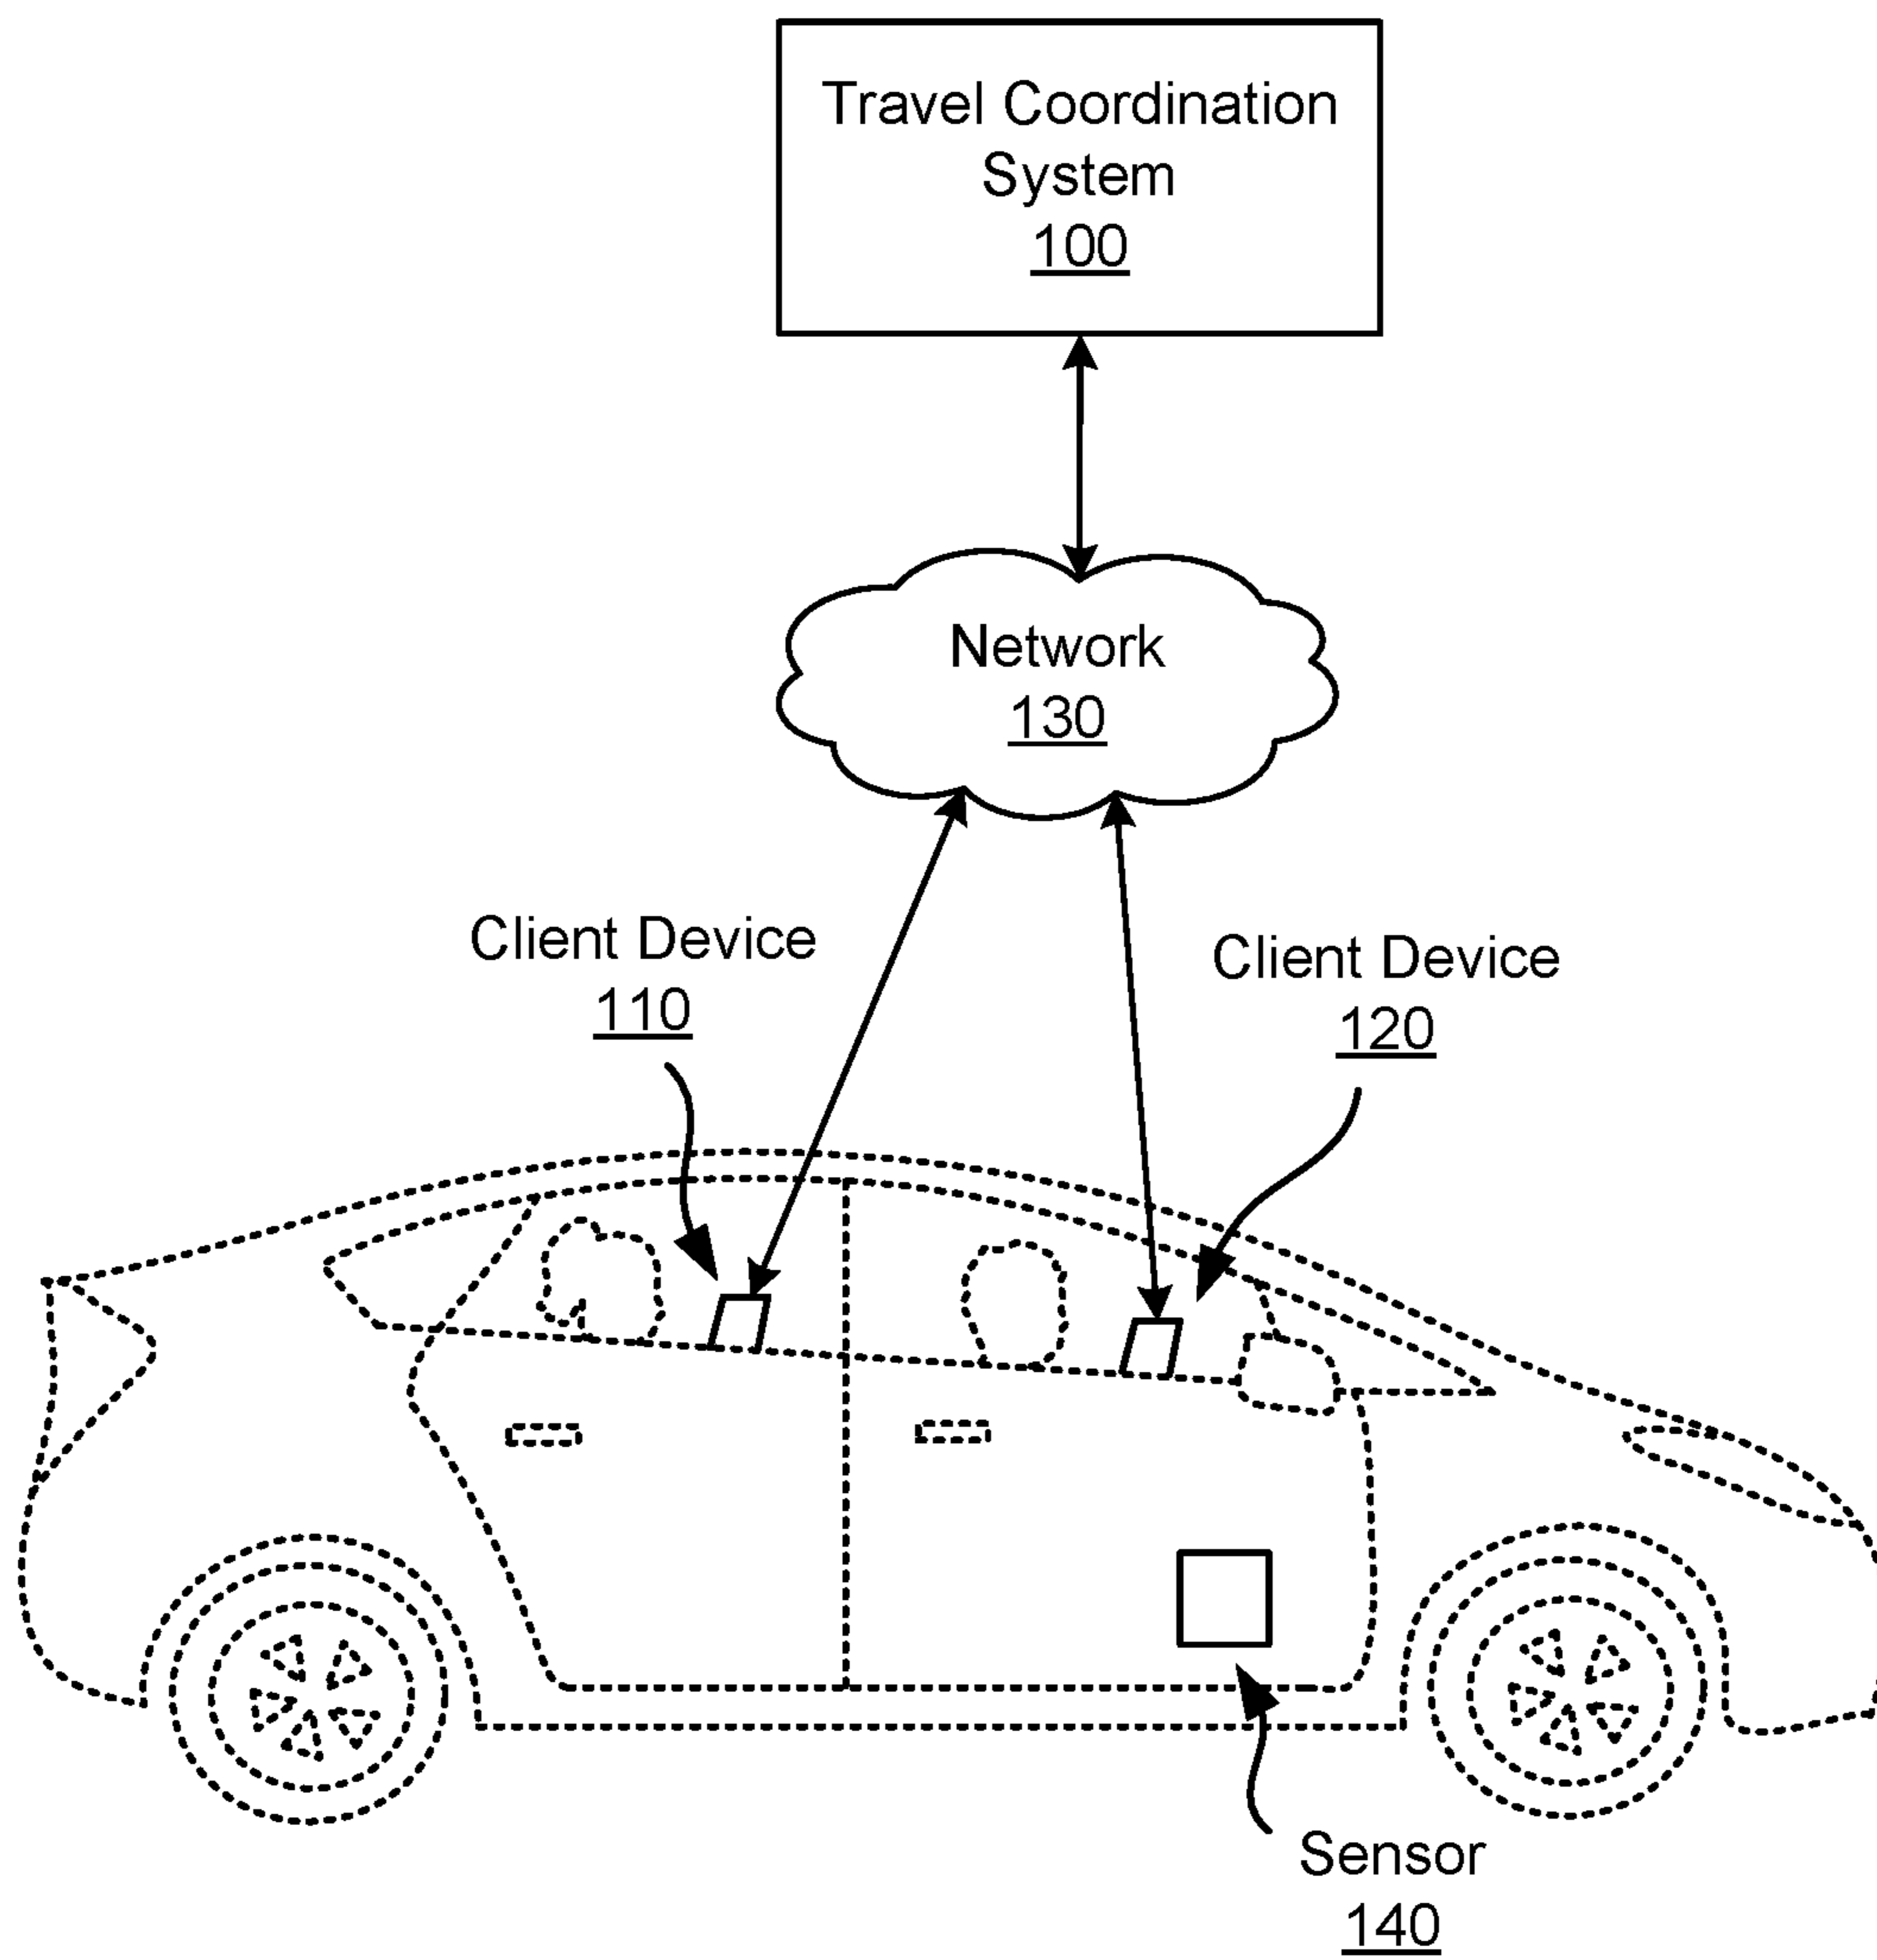 Travel Coordination
System
100
Network
130
Client Device
110
Client Device
120
Sensor
140